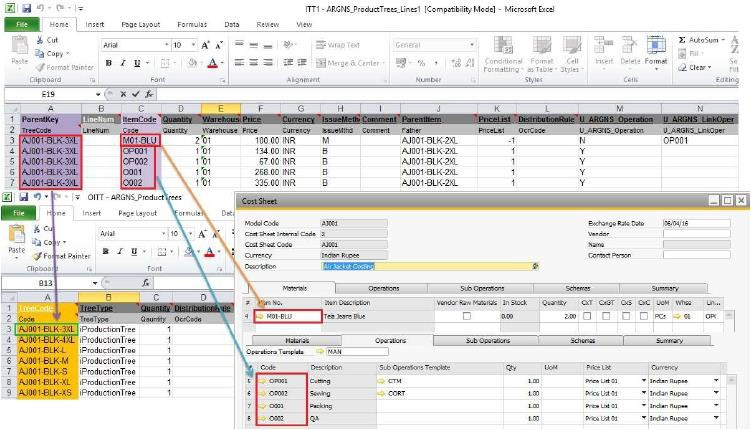 ITT1 - ARGNS_ProductTrees_Lines1 [Compatibility Mode] - Microsoft Excel
File Home Insert Page Layout Formulas Data Review View
Cut
Copy
Format Painter
Paste
Clipboard
Arial 10
B I U
Font
Wrap Text
Merge & Center
Alignment
General
Number
Conditional Formatting Format as Table Cell Styles
Styles
Insert Delete Format
Cells
AutoSum
Fill
Clear
Editing
E19
A B C D E F G H I J K L M N
1 ParentKey LineNum ItemCode Quantity Warehous Price Currency IssueMeth Comment ParentItem PriceList DistributionRule U_ARGNS_Operation U_ARGNS_LinkOper
2 TreeCode LineNum Code Quantity Warehouse Price Currency IssueMthd Comment Father PriceList OcrCode U_ARGNS_Operation U_ARGNS_LinkOper
3 AJ001-BLK-3XL M01-BLU 2 01 100.00 INR M AJ001-BLK-2XL -1 N OP001
4 AJ001-BLK-3XL OP001 1 01 134.00 INR B AJ001-BLK-2XL 1 Y
5 AJ001-BLK-3XL OP002 1 01 67.00 INR B AJ001-BLK-2XL 1 Y
6 AJ001-BLK-3XL O001 1 01 268.00 INR B AJ001-BLK-2XL 1 Y
7 AJ001-BLK-3XL O002 1 01 335.00 INR B AJ001-BLK-2XL 1 Y
OITT - ARGNS_ProductTrees
File Home Insert Page Layout Formulas Data
Cut
Copy
Format Painter
Paste
Clipboard
Arial 10
B I U
Font
B13
A B C D
1 TreeCode TreeType Quantity DistributionRule
2 Code TreeType Qauntity OcrCode
3 AJ001-BLK-3XL iProductionTree 1
4 AJ001-BLK-4XL iProductionTree 1
5 AJ001-BLK-L iProductionTree 1
6 AJ001-BLK-M iProductionTree 1
7 AJ001-BLK-S iProductionTree 1
8 AJ001-BLK-XL iProductionTree 1
9 AJ001-BLK-XS iProductionTree 1
Cost Sheet
Model Code AJ001 Exchange Rate Date 06/04/16
Cost Sheet Internal Code 2 Vendor
Cost Sheet Code AJ001 Name
Currency Indian Rupee Contact Person
Description Air Jacket Costing
Materials Operations Sub Operations Schemas Summary
# Item No. Item Description Vendor Raw Materials In Stock Quantity CxT CxGT CxS CxC UoM Whse Lin...
4 M01-BLU Tela Jeans Blue 0.00 2.00 PCs 01 OPI
Materials Operations Sub Operations Schemas Summary
Operations Template MAN
# Code Description Sub Operations Template Qty UoM Price List Currency
5 OP001 Cutting CTM 1.00 Price List 01 Indian Rupee
6 OP002 Sewing CORT 1.00 Price List 01 Indian Rupee
7 O001 Packing 1.00 Price List 01 Indian Rupee
8 O002 QA 1.00 Price List 01 Indian Rupee